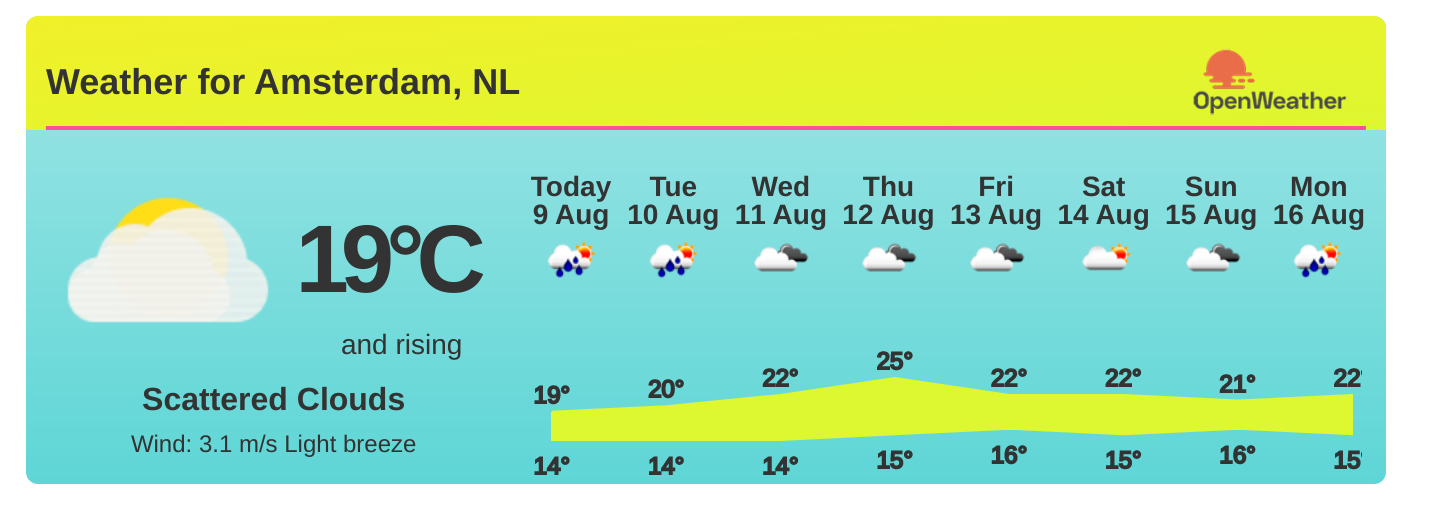 Weather for Amsterdam, NL
OpenWeather
19°C
and rising
Scattered Clouds
Wind: 3.1 m/s Light breeze
Today Tue Wed Thu Fri Sat Sun Mon
9 Aug 10 Aug 11 Aug 12 Aug 13 Aug 14 Aug 15 Aug 16 Aug
19° 20° 22° 25° 22° 22° 21° 22°
14° 14° 14° 15° 16° 15° 16° 15°